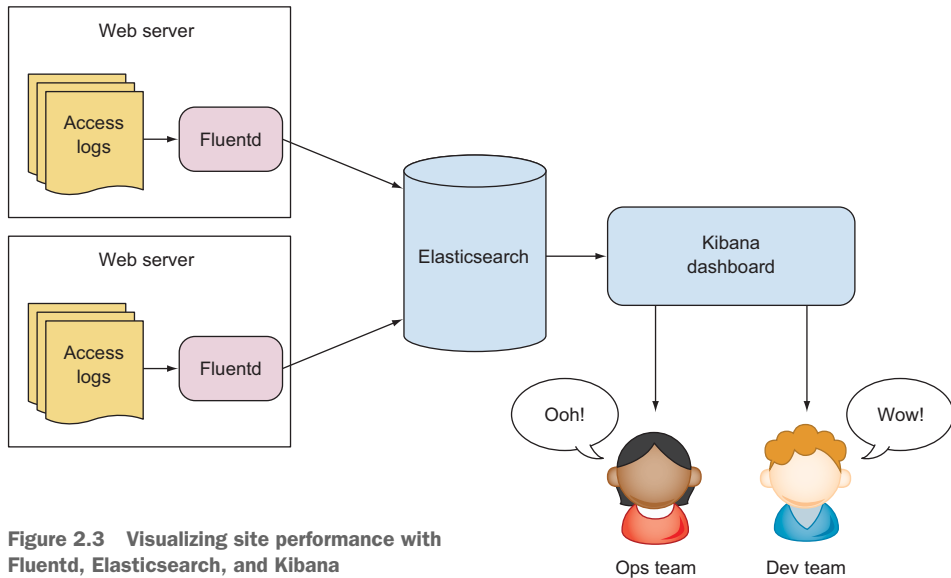 Web server
Access
logs
Fluentd
Web server
Access
logs
Fluentd
Elasticsearch
Kibana
dashboard
Ooh!
Wow!
Ops team
Dev team
Figure 2.3 Visualizing site performance with
Fluentd, Elasticsearch, and Kibana